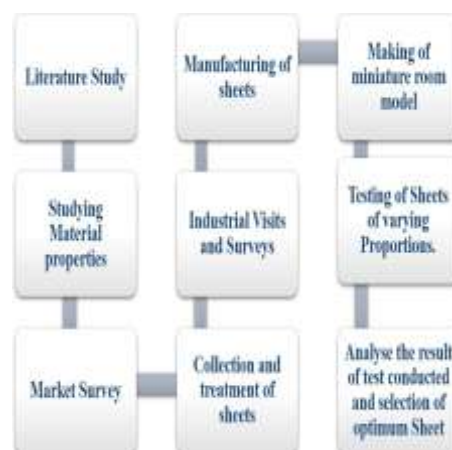 Literature Study
Studying
Material
properties
Market Survey
Collection and
treatment of
sheets
Industrial Visits
and Surveys
Manufacturing of
sheets
Making of
miniature room
model
Testing of Sheets
of varying
Proportions.
Analyse the result
of test conducted
and selection of
optimum Sheet